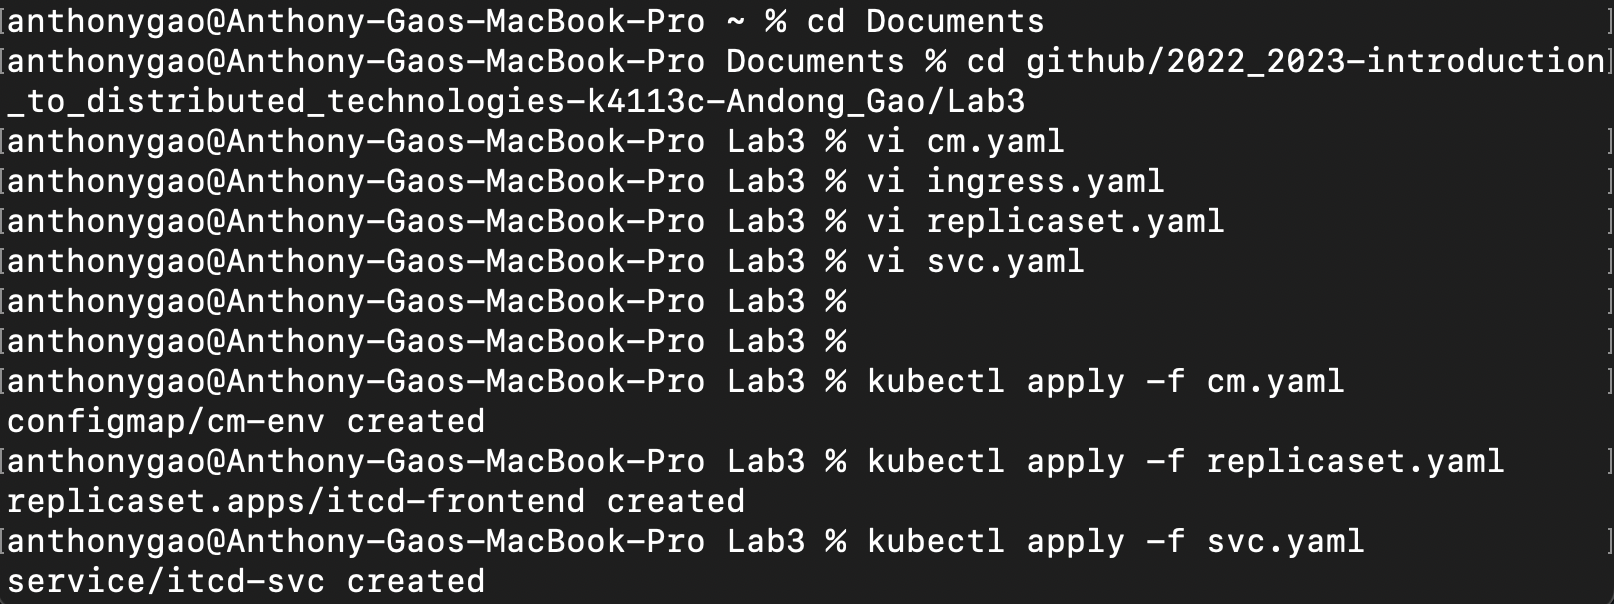 anthonygao@Anthony-Gaos-MacBook-Pro ~ % cd Documents
anthonygao@Anthony-Gaos-MacBook-Pro Documents % cd github/2022_2023-introduction
_to_distributed_technologies-k4113c-Andong_Gao/Lab3
anthonygao@Anthony-Gaos-MacBook-Pro Lab3 % vi cm.yaml
anthonygao@Anthony-Gaos-MacBook-Pro Lab3 % vi ingress.yaml
anthonygao@Anthony-Gaos-MacBook-Pro Lab3 % vi replicaset.yaml
anthonygao@Anthony-Gaos-MacBook-Pro Lab3 % vi svc.yaml
anthonygao@Anthony-Gaos-MacBook-Pro Lab3 %
anthonygao@Anthony-Gaos-MacBook-Pro Lab3 %
anthonygao@Anthony-Gaos-MacBook-Pro Lab3 % kubectl apply -f cm.yaml
configmap/cm-env created
anthonygao@Anthony-Gaos-MacBook-Pro Lab3 % kubectl apply -f replicaset.yaml
replicaset.apps/itcd-frontend created
anthonygao@Anthony-Gaos-MacBook-Pro Lab3 % kubectl apply -f svc.yaml
service/itcd-svc created